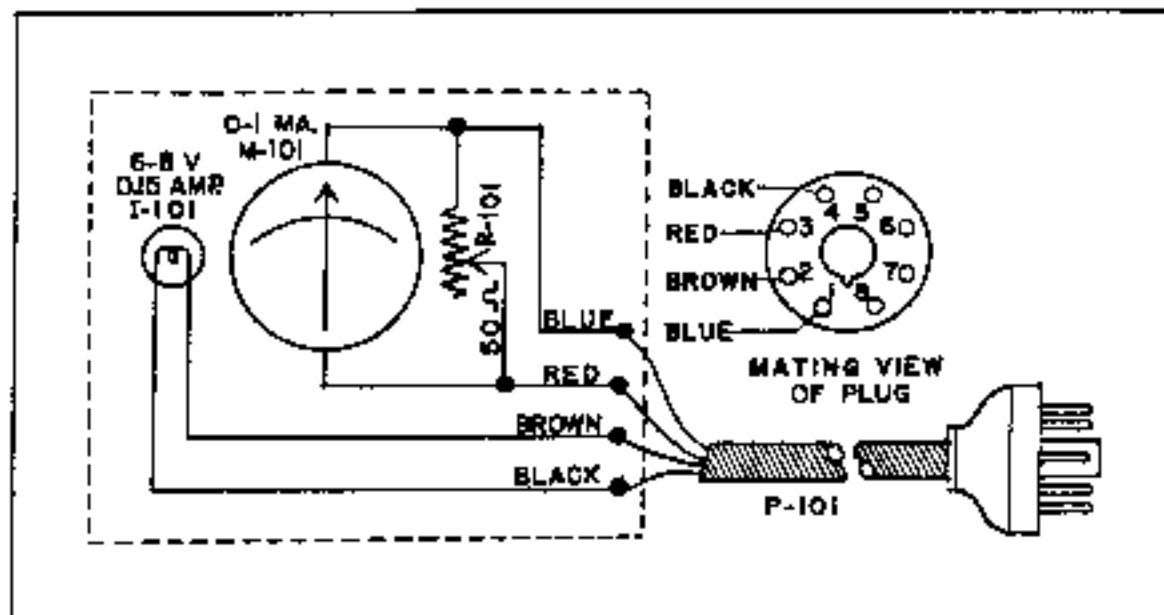 0-1 MA.
M-101
6-8 V
0.15 AMP.
I-101
R-101
50 Ω
BLUE
RED
BROWN
BLACK
BLACK
RED
BROWN
BLUE
4
5
3
6
2
7
1
8
MATING VIEW
OF PLUG
P-101